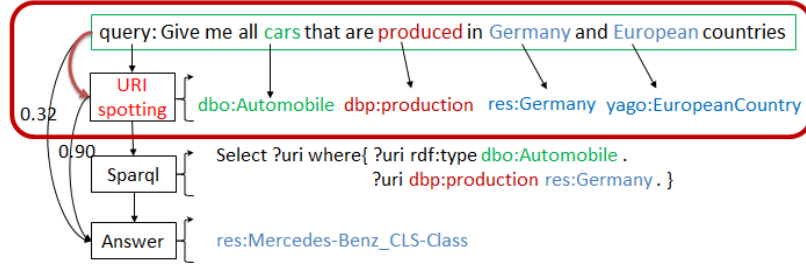 query: Give me all cars that are produced in Germany and European countries
URI spotting
dbo:Automobile dbp:production res:Germany yago:EuropeanCountry
0.32
0.90
Sparql
Select ?uri where{ ?uri rdf:type dbo:Automobile .
?uri dbp:production res:Germany . }
Answer
res:Mercedes-Benz_CLS-Class